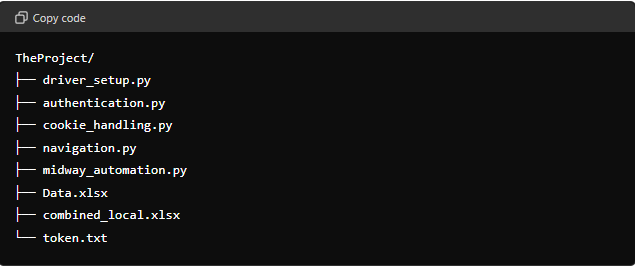 Copy code
TheProject/
├── driver_setup.py
├── authentication.py
├── cookie_handling.py
├── navigation.py
├── midway_automation.py
├── Data.xlsx
├── combined_local.xlsx
└── token.txt